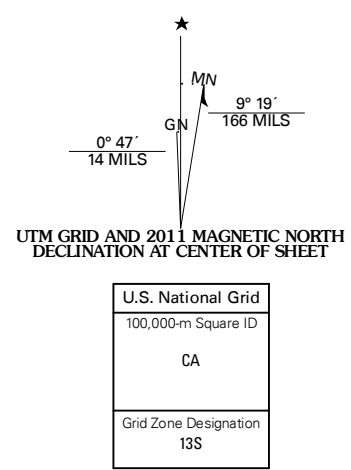 MN
GN
9° 19´
166 MILS
0° 47´
14 MILS
UTM GRID AND 2011 MAGNETIC NORTH
DECLINATION AT CENTER OF SHEET
U.S. National Grid
100,000-m Square ID
CA
Grid Zone Designation
13S